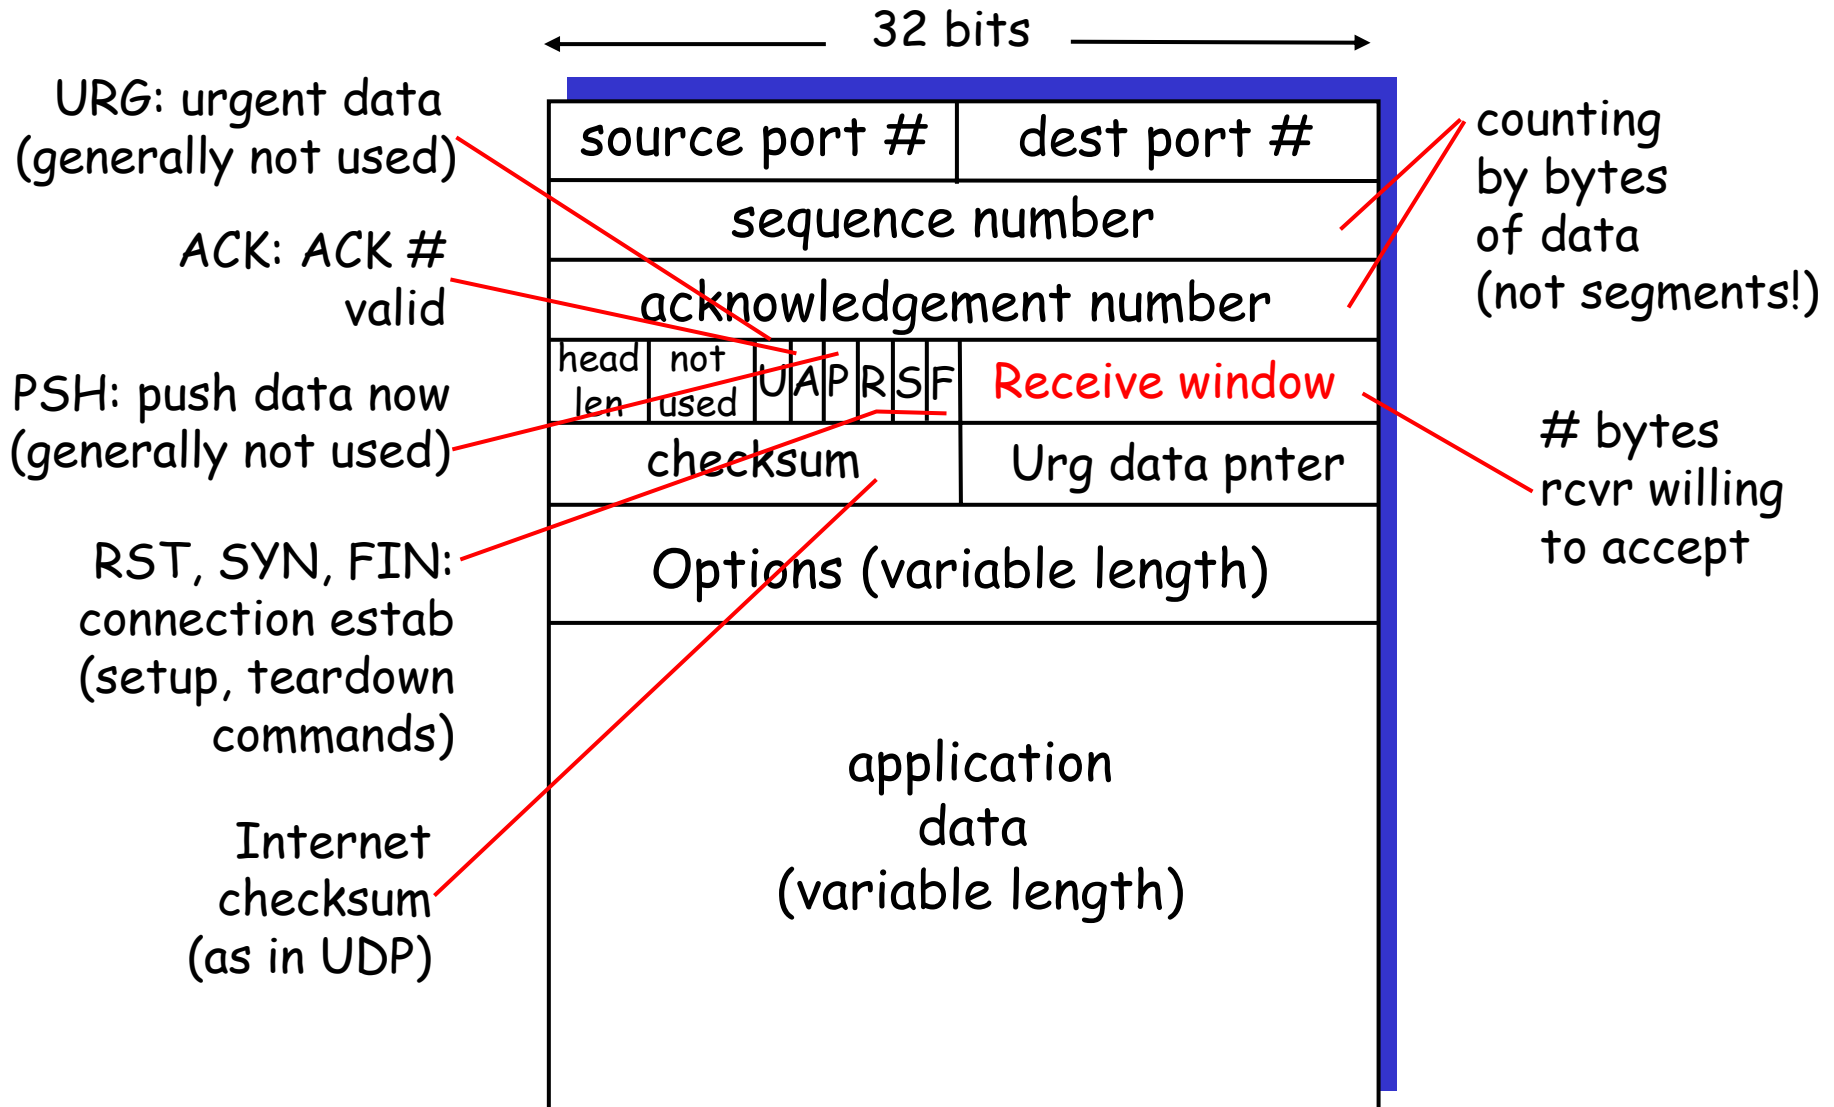 32 bits
URG: urgent data
(generally not used)
ACK: ACK #
valid
PSH: push data now
(generally not used)
RST, SYN, FIN:
connection estab
(setup, teardown
commands)
Internet
checksum
(as in UDP)
source port #
dest port #
sequence number
acknowledgement number
head
len
not
used
U
A
P
R
S
F
Receive window
checksum
Urg data pnter
Options (variable length)
application
data
(variable length)
counting
by bytes
of data
(not segments!)
# bytes
rcvr willing
to accept